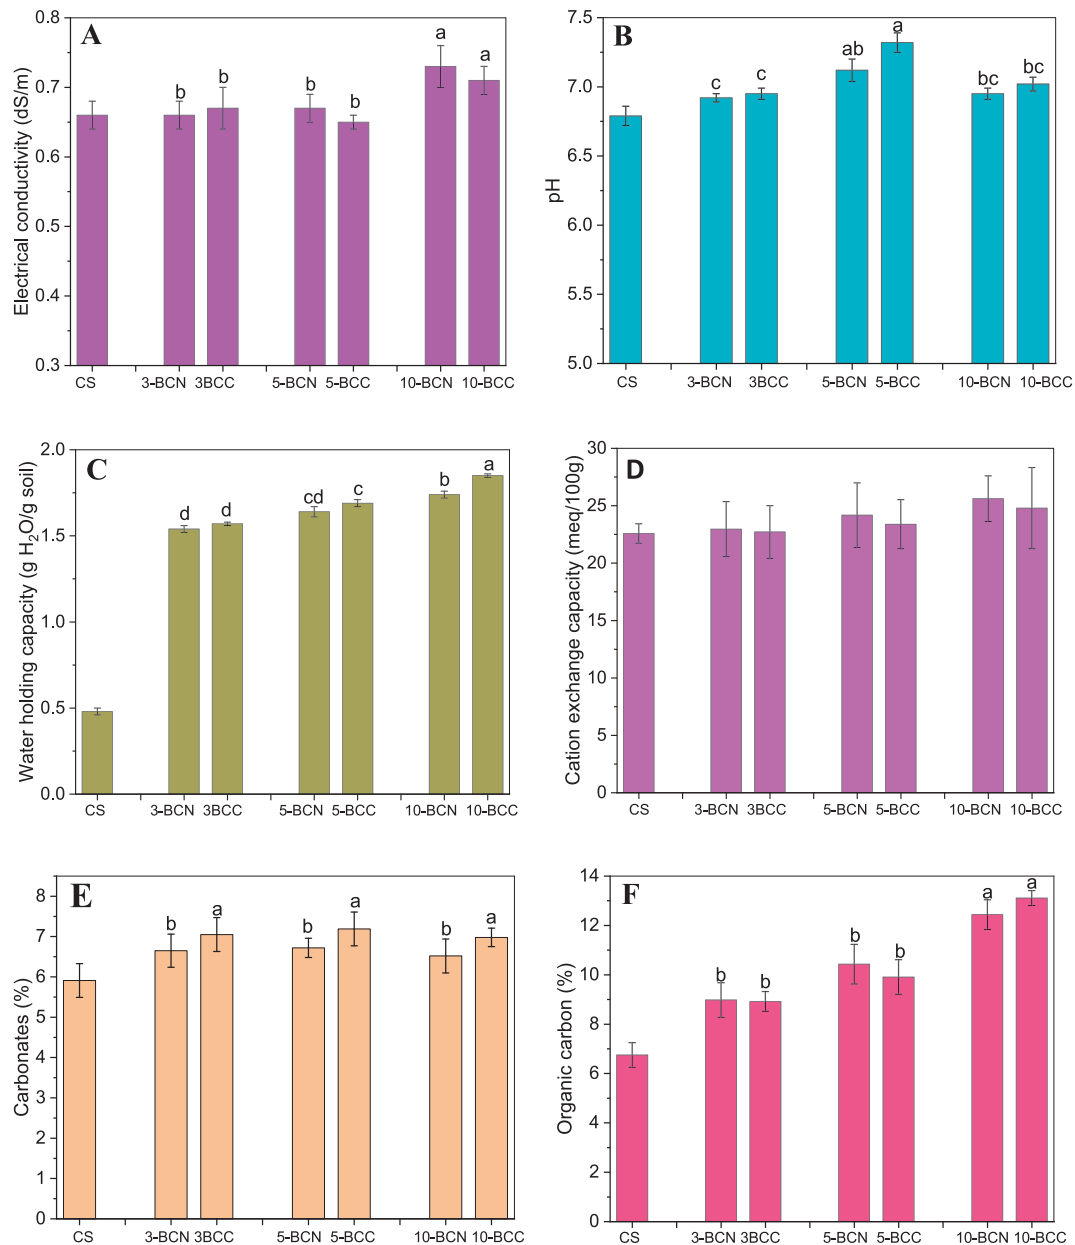 A
Electrical conductivity (dS/m)
0.8
0.7
0.6
0.5
0.4
0.3
b
b
b
b
a
a
CS
3-BCN
3BCC
5-BCN
5-BCC
10-BCN
10-BCC
B
pH
7.5
7.0
6.5
6.0
5.5
5.0
c
c
ab
a
bc
bc
CS
3-BCN
3BCC
5-BCN
5-BCC
10-BCN
10-BCC
C
Water holding capacity (g H₂O/g soil)
2.0
1.5
1.0
0.5
0.0
d
d
cd
c
b
a
CS
3-BCN
3BCC
5-BCN
5-BCC
10-BCN
10-BCC
D
Cation exchange capacity (meq/100g)
30
25
20
15
10
5
0
CS
3-BCN
3BCC
5-BCN
5-BCC
10-BCN
10-BCC
E
Carbonates (%)
8
7
6
5
4
3
2
1
0
b
a
b
a
b
a
CS
3-BCN
3BCC
5-BCN
5-BCC
10-BCN
10-BCC
F
Organic carbon (%)
14
12
10
8
6
4
2
0
b
b
b
b
a
a
CS
3-BCN
3BCC
5-BCN
5-BCC
10-BCN
10-BCC